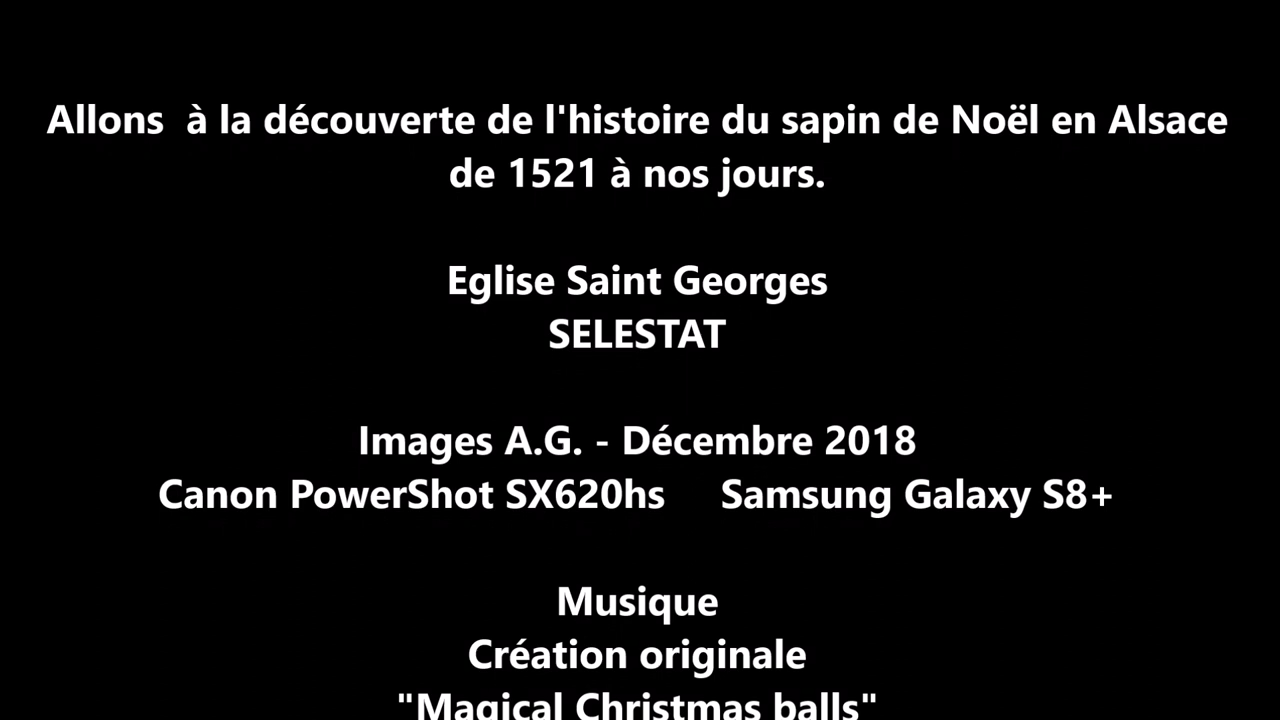 Allons  à la découverte de l'histoire du sapin de Noël en Alsace
de 1521 à nos jours.
Eglise Saint Georges
SELESTAT
Images A.G. - Décembre 2018
Canon PowerShot SX620hs     Samsung Galaxy S8+
Musique
Création originale
"Magical Christmas balls"